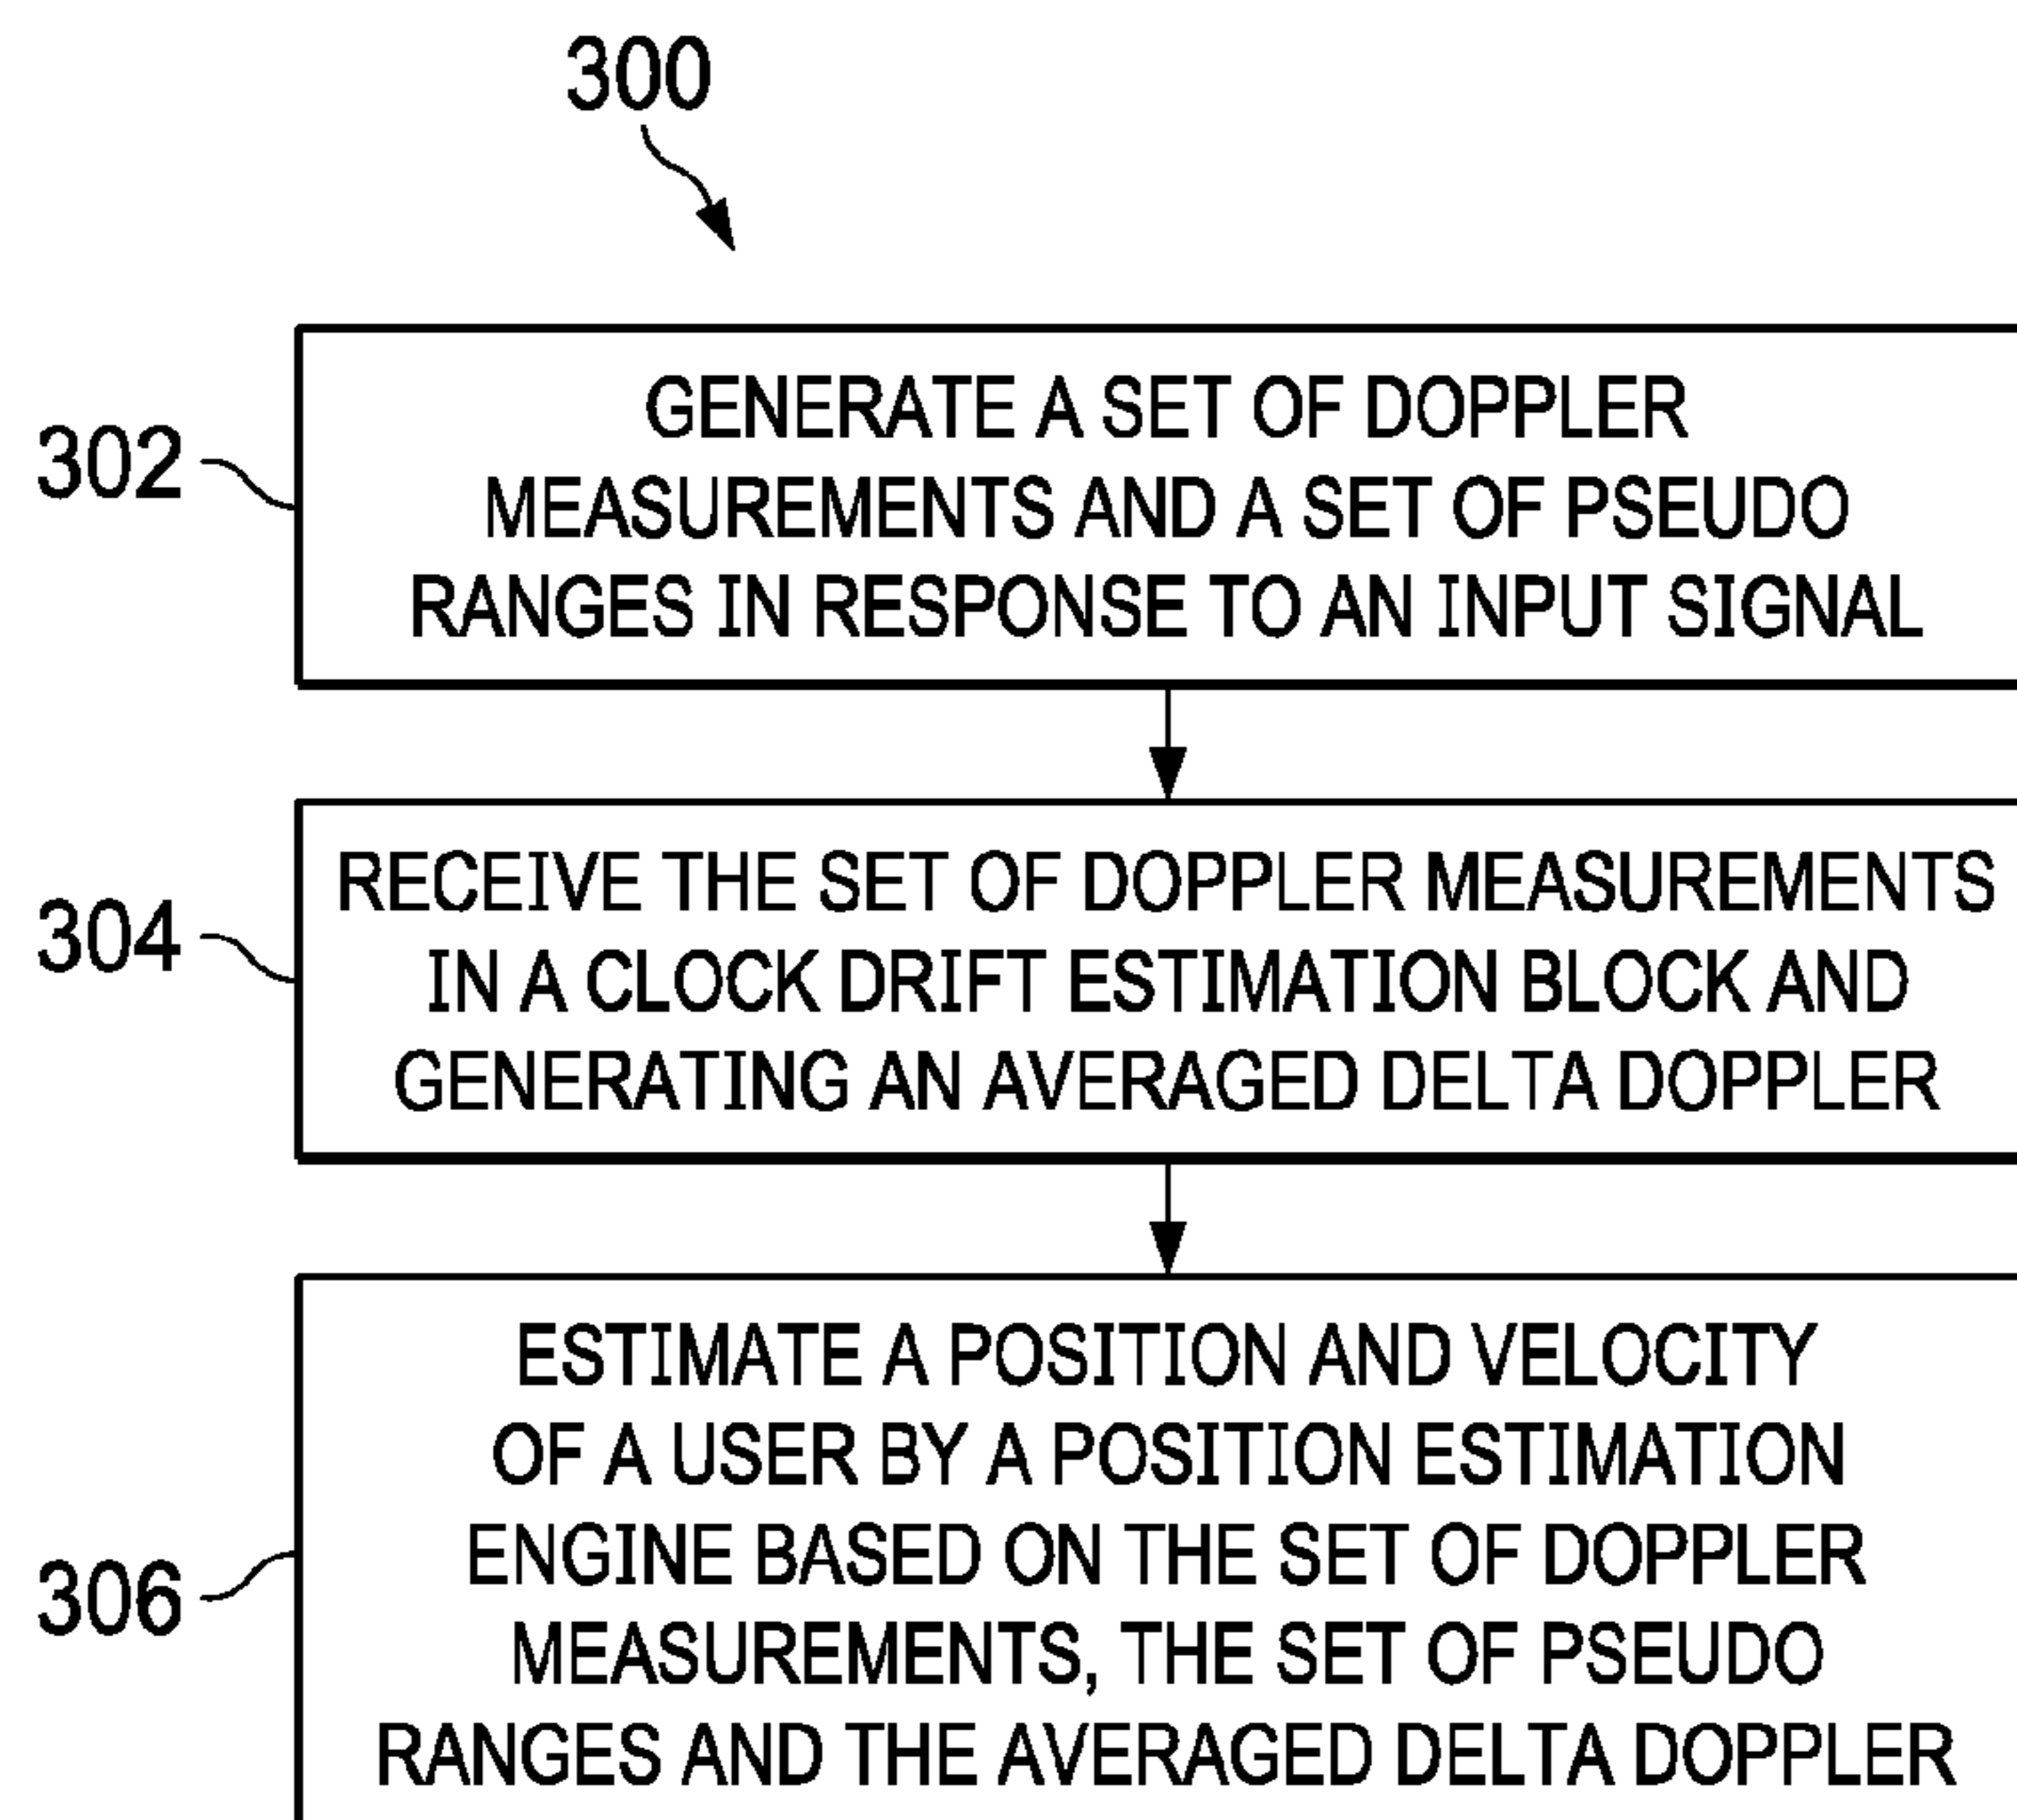 300
302
GENERATE A SET OF DOPPLER
MEASUREMENTS AND A SET OF PSEUDO
RANGES IN RESPONSE TO AN INPUT SIGNAL
304
RECEIVE THE SET OF DOPPLER MEASUREMENTS
IN A CLOCK DRIFT ESTIMATION BLOCK AND
GENERATING AN AVERAGED DELTA DOPPLER
306
ESTIMATE A POSITION AND VELOCITY
OF A USER BY A POSITION ESTIMATION
ENGINE BASED ON THE SET OF DOPPLER
MEASUREMENTS, THE SET OF PSEUDO
RANGES AND THE AVERAGED DELTA DOPPLER